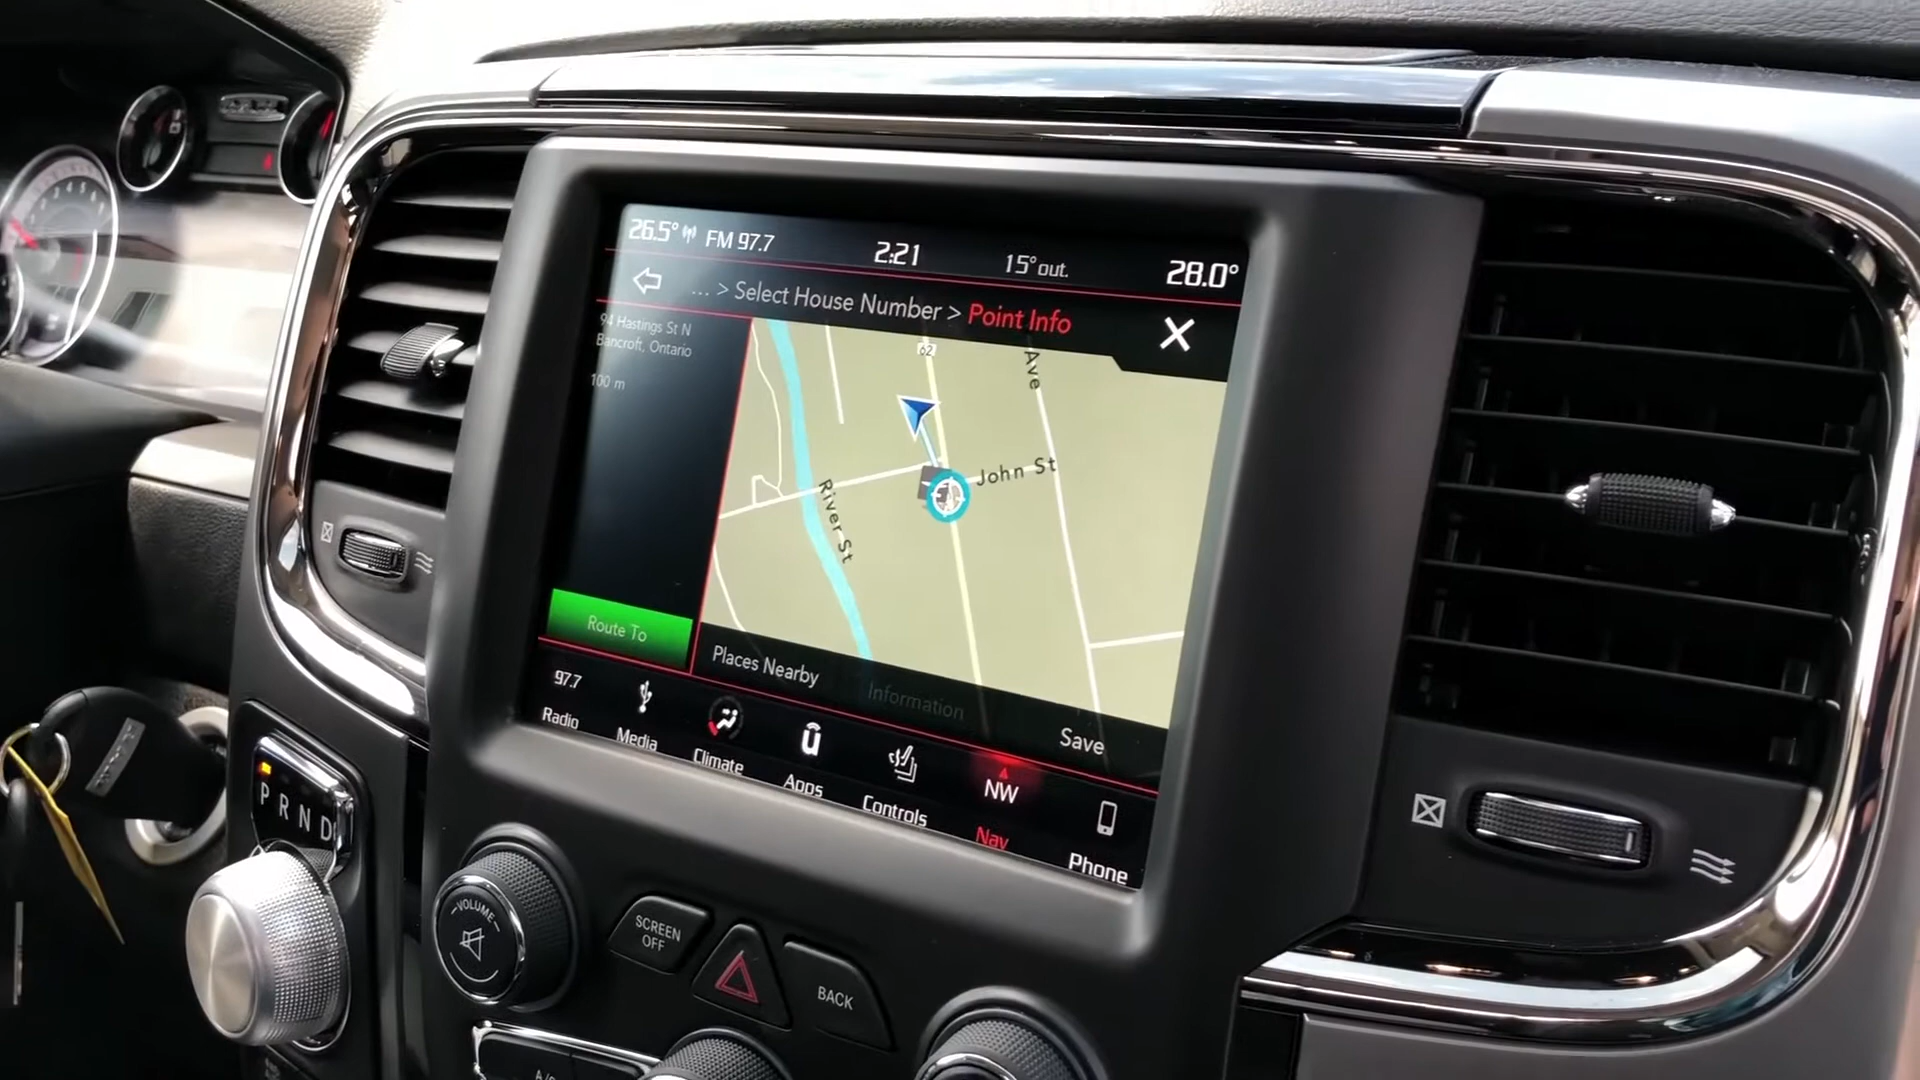 26.5° FM 97.7 2:21 15° out. 28.0°
... > Select House Number > Point Info
94 Hastings St N
Bancroft, Ontario
100 m
62
Ave
John St
River St
Route To
Places Nearby
Information
Save
97.7
Radio
Media
Climate
Apps
Controls
NW
Nav
Phone
P R N D
VOLUME
SCREEN
OFF
BACK
A/C